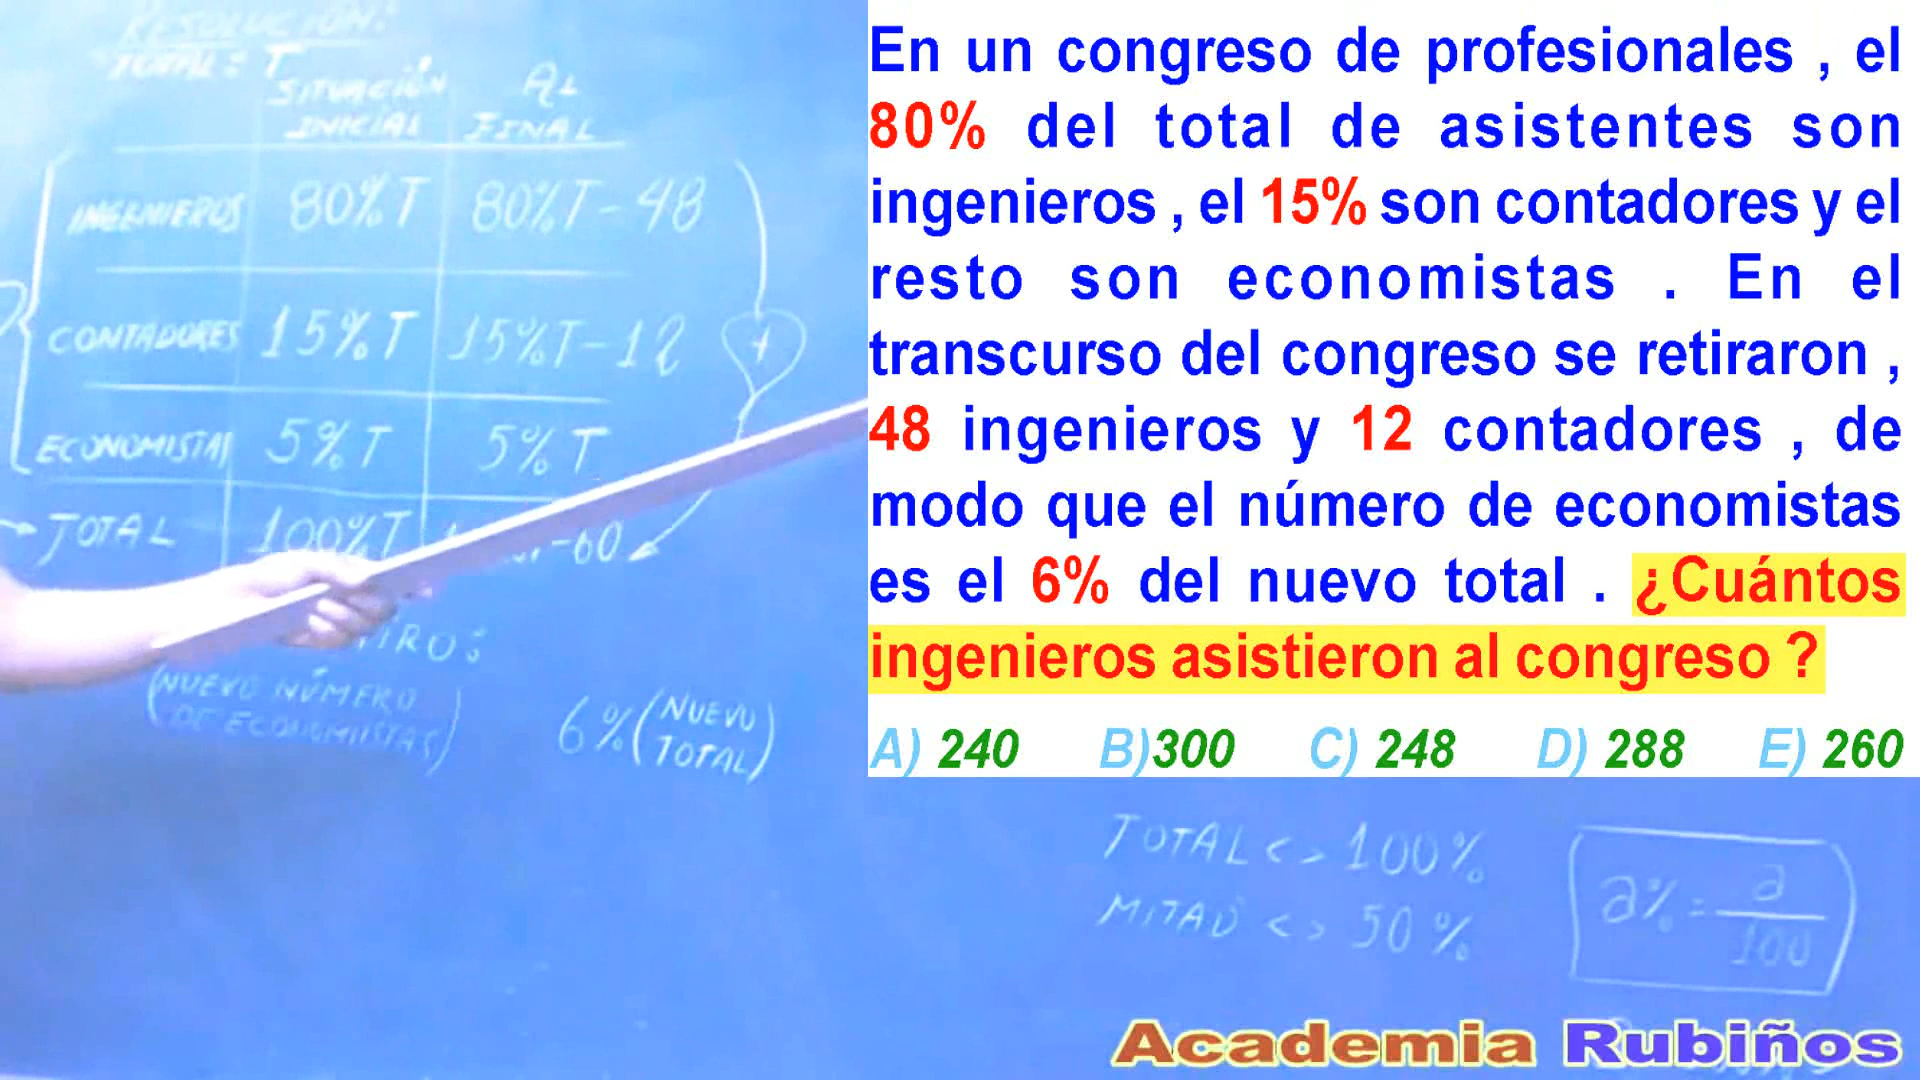 RESOLUCIÓN:
TOTAL: T
SITUACIÓN INICIAL
AL FINAL
INGENIEROS 80%T 80%T-48
CONTADORES 15%T 15%T-12
+
ECONOMISTAS 5%T 5%T
TOTAL 100%T -60
(NUEVO NÚMERO DE ECONOMISTAS)
6% (NUEVO TOTAL)
En un congreso de profesionales , el
80% del total de asistentes son
ingenieros , el 15% son contadores y el
resto son economistas . En el
transcurso del congreso se retiraron ,
48 ingenieros y 12 contadores , de
modo que el número de economistas
es el 6% del nuevo total . ¿Cuántos
ingenieros asistieron al congreso ?
A) 240 B)300 C) 248 D) 288 E) 260
TOTAL <> 100%
MITAD <> 50%
a% = a/100
Academia Rubiños